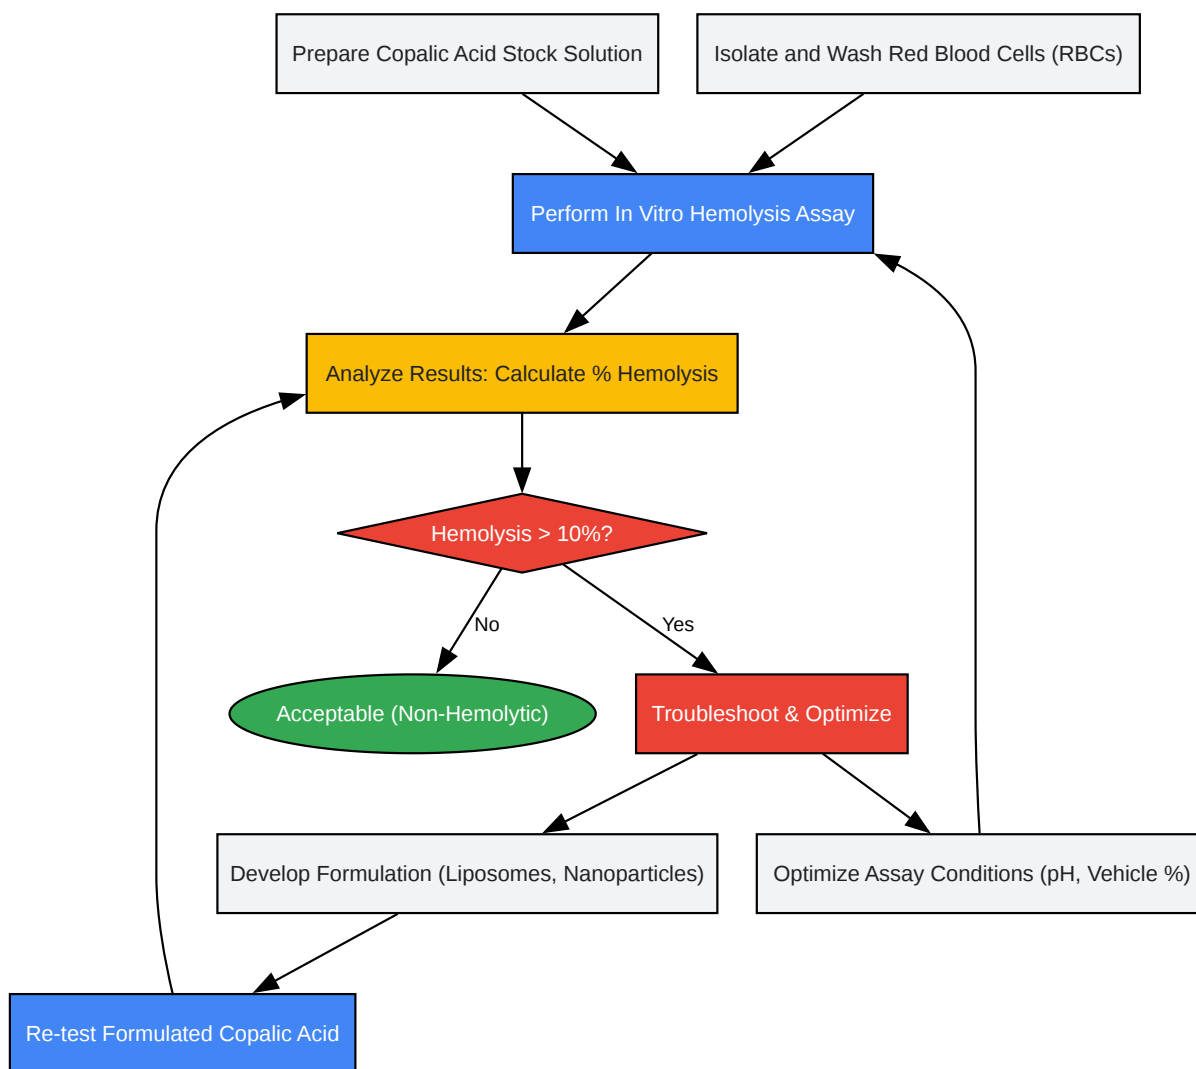 Prepare Copalic Acid Stock Solution
Isolate and Wash Red Blood Cells (RBCs)
Perform In Vitro Hemolysis Assay
Analyze Results: Calculate % Hemolysis
Hemolysis > 10%?
No
Yes
Acceptable (Non-Hemolytic)
Troubleshoot & Optimize
Develop Formulation (Liposomes, Nanoparticles)
Optimize Assay Conditions (pH, Vehicle %)
Re-test Formulated Copalic Acid